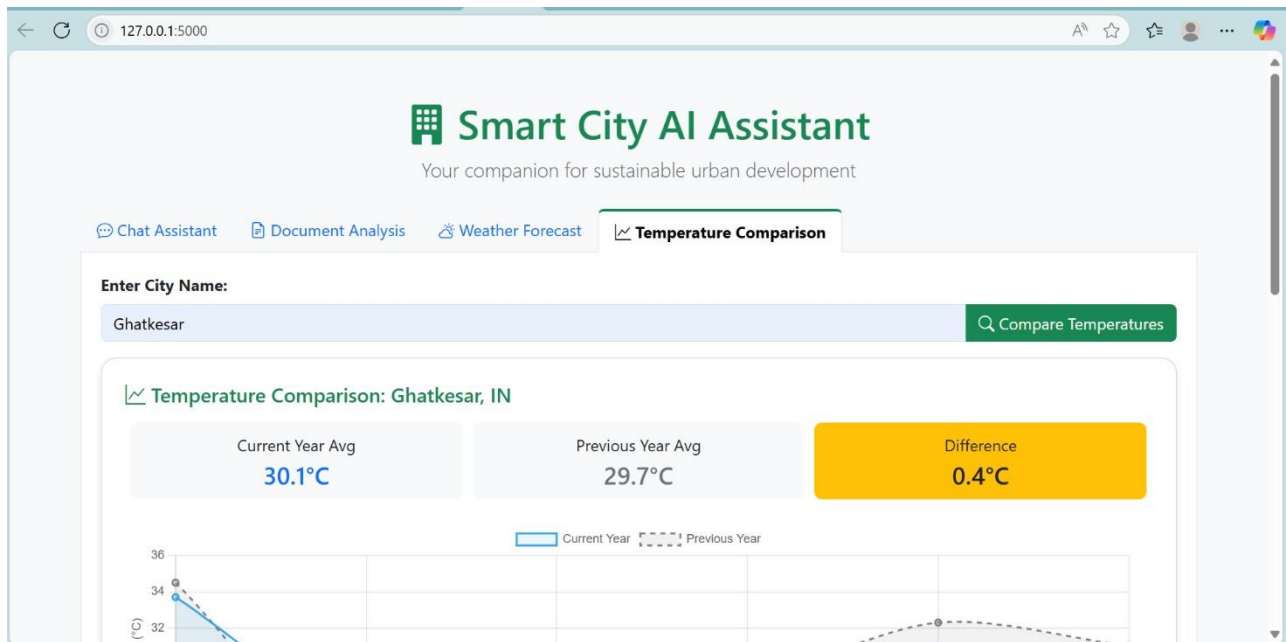 127.0.0.1:5000
Smart City AI Assistant
Your companion for sustainable urban development
Chat Assistant Document Analysis Weather Forecast Temperature Comparison
Enter City Name:
Ghatkesar Compare Temperatures
Temperature Comparison: Ghatkesar, IN
Current Year Avg Previous Year Avg Difference
30.1°C 29.7°C 0.4°C
Current Year Previous Year
36
34
32
(°C)